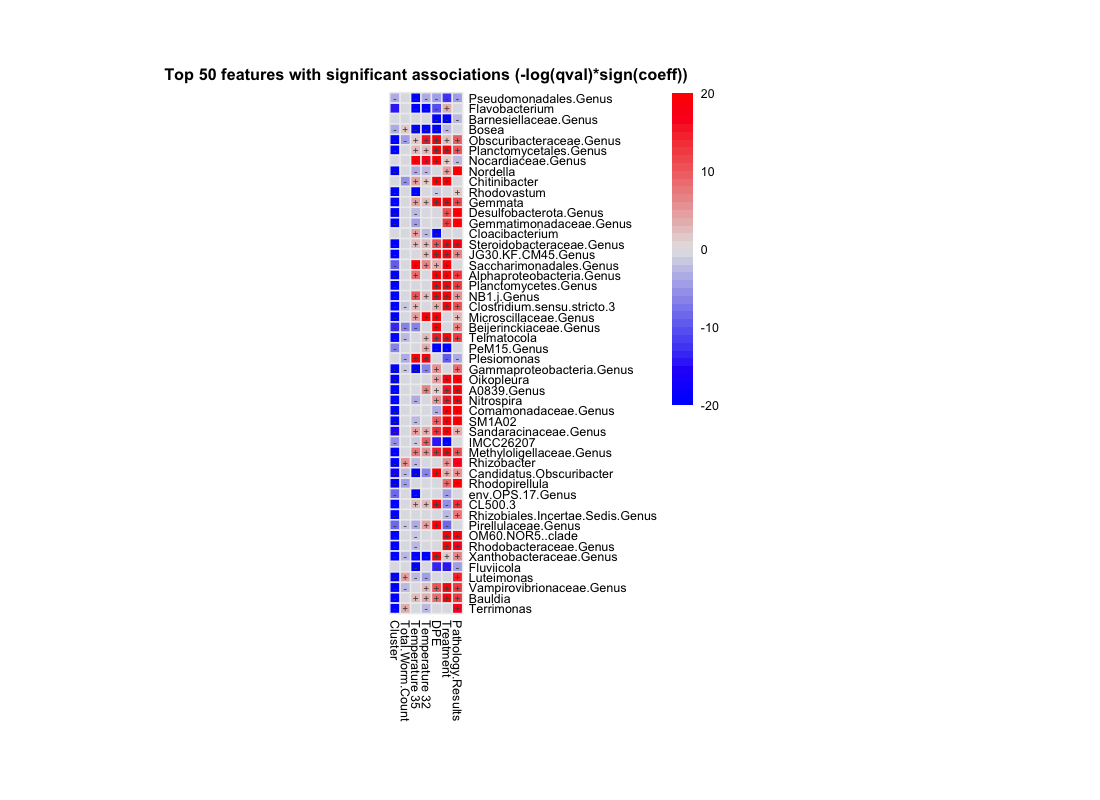 Top 50 features with significant associations (-log(qval)*sign(coeff))
Pseudomonadales.Genus
Flavobacterium
Barnesiellaceae.Genus
Bosea
Obscuribacteraceae.Genus
Planctomycetales.Genus
Nocardiaceae.Genus
Nordella
Chitinibacter
Rhodovastum
Gemmata
Desulfobacterota.Genus
Gemmatimonadaceae.Genus
Cloacibacterium
Steroidobacteraceae.Genus
JG30.KF.CM45.Genus
Saccharimonadales.Genus
Alphaproteobacteria.Genus
Planctomycetes.Genus
NB1.j.Genus
Clostridium.sensu.stricto.3
Microscillaceae.Genus
Beijerinckiaceae.Genus
Telmatocola
PeM15.Genus
Plesiomonas
Gammaproteobacteria.Genus
Oikopleura
A0839.Genus
Nitrospira
Comamonadaceae.Genus
SM1A02
Sandaracinaceae.Genus
IMCC26207
Methyloligellaceae.Genus
Rhizobacter
Candidatus.Obscuribacter
Rhodopirellula
env.OPS.17.Genus
CL500.3
Rhizobiales.Incertae.Sedis.Genus
Pirellulaceae.Genus
OM60.NOR5..clade
Rhodobacteraceae.Genus
Xanthobacteraceae.Genus
Fluviicola
Luteimonas
Vampirovibrionaceae.Genus
Bauldia
Terrimonas
Cluster
Total.Worm.Count
Temperature 35
Temperature 32
DPE
Treatment
Pathology.Results
20
10
0
-10
-20